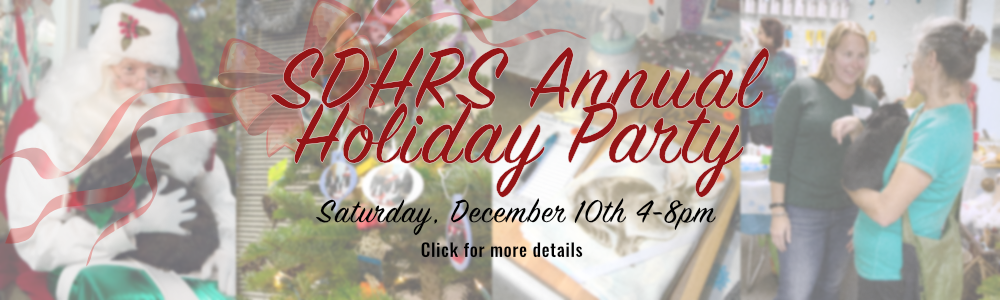 SDHRS Annual
Holiday Party
Saturday, December 10th 4-8pm
Click for more details